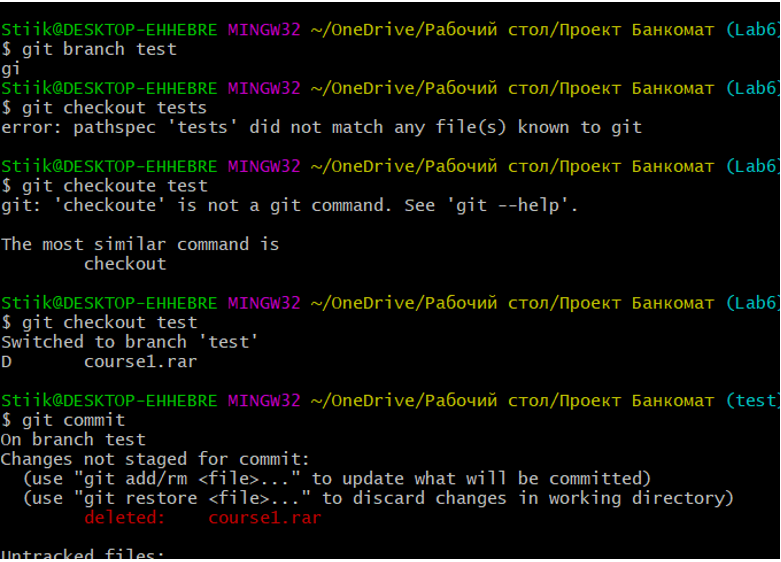 Stiik@DESKTOP-EHHEBRE MINGW32 ~/OneDrive/Рабочий стол/Проект Банкомат (Lab6)
$ git branch test
gi
Stiik@DESKTOP-EHHEBRE MINGW32 ~/OneDrive/Рабочий стол/Проект Банкомат (Lab6)
$ git checkout tests
error: pathspec 'tests' did not match any file(s) known to git
Stiik@DESKTOP-EHHEBRE MINGW32 ~/OneDrive/Рабочий стол/Проект Банкомат (Lab6)
$ git checkoute test
git: 'checkoute' is not a git command. See 'git --help'.
The most similar command is
checkout
Stiik@DESKTOP-EHHEBRE MINGW32 ~/OneDrive/Рабочий стол/Проект Банкомат (Lab6)
$ git checkout test
Switched to branch 'test'
D course1.rar
Stiik@DESKTOP-EHHEBRE MINGW32 ~/OneDrive/Рабочий стол/Проект Банкомат (test)
$ git commit
On branch test
Changes not staged for commit:
(use "git add/rm <file>..." to update what will be committed)
(use "git restore <file>..." to discard changes in working directory)
deleted: course1.rar
Untracked files: